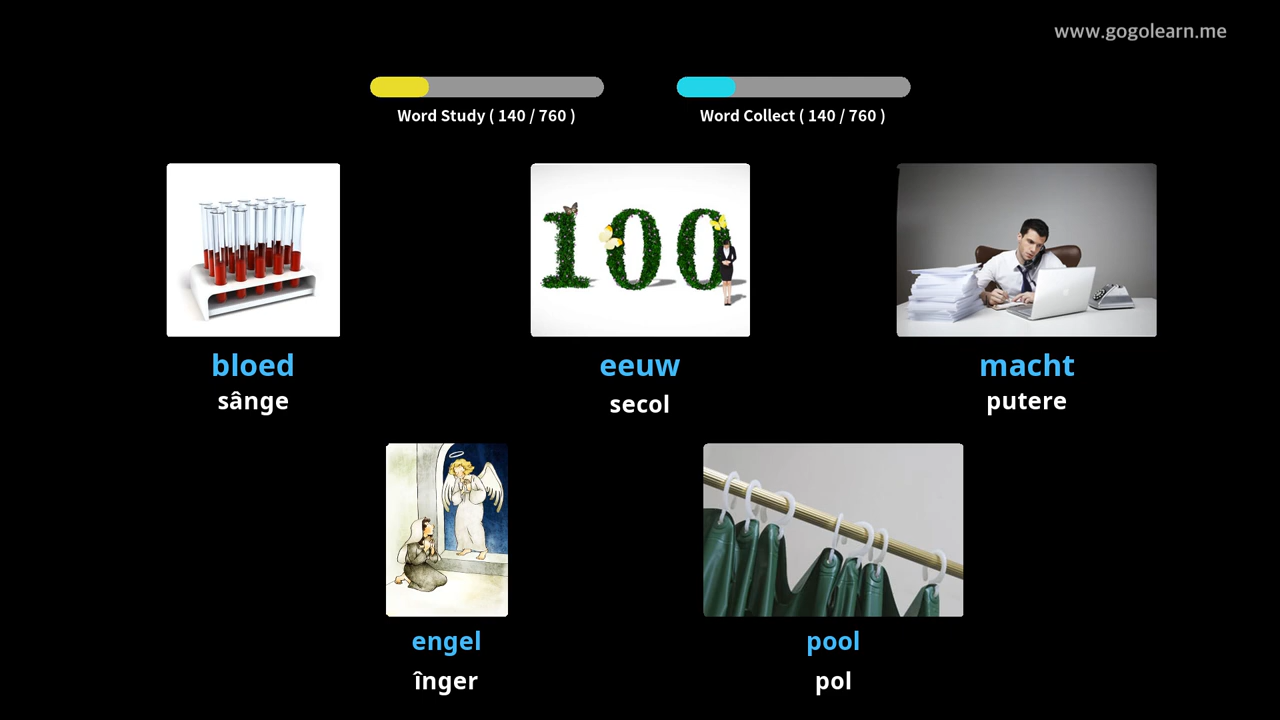 www.gogolearn.me
Word Study ( 140 / 760 )
Word Collect ( 140 / 760 )
100
bloed
sânge
eeuw
secol
macht
putere
engel
înger
pool
pol